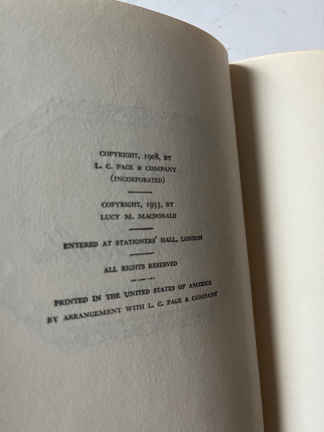 COPYRIGHT, 1908, BY
L. C. PAGE & COMPANY
(INCORPORATED)
COPYRIGHT, 1935, BY
LUCY M. MACDONALD
ENTERED AT STATIONERS' HALL, LONDON
ALL RIGHTS RESERVED
PRINTED IN THE UNITED STATES OF AMERICA
BY ARRANGEMENT WITH L. C. PAGE & COMPANY